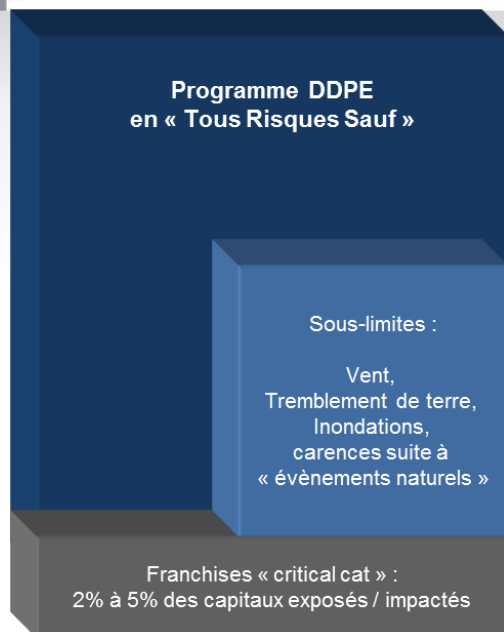 Programme DDPE
en « Tous Risques Sauf »
Sous-limites :
Vent,
Tremblement de terre,
Inondations,
carences suite à
« évènements naturels »
Franchises « critical cat » :
2% à 5% des capitaux exposés / impactés